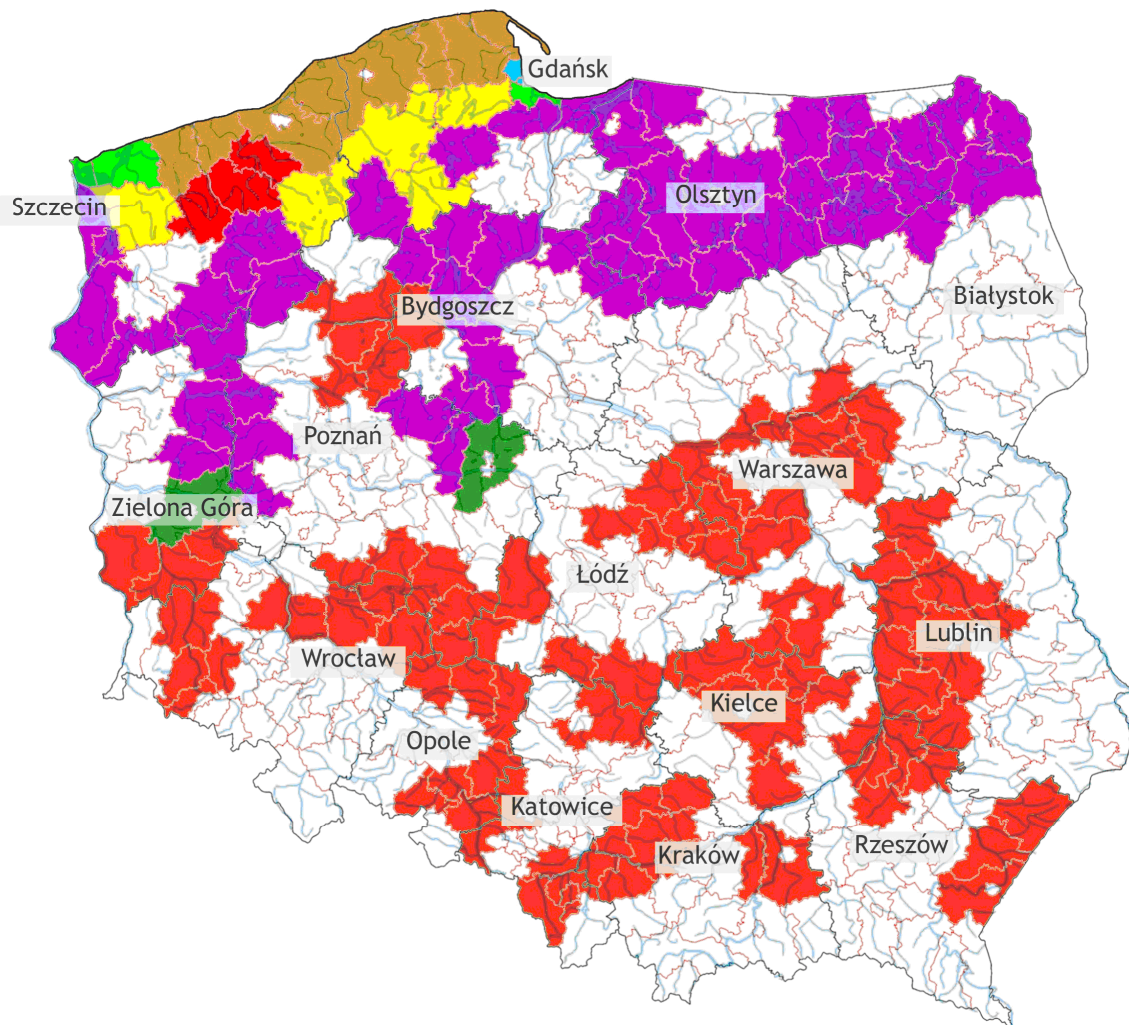 Gdańsk
Olsztyn
Szczecin
Białystok
Bydgoszcz
Poznań
Warszawa
Zielona Góra
Łódź
Lublin
Wrocław
Kielce
Opole
Katowice
Rzeszów
Kraków